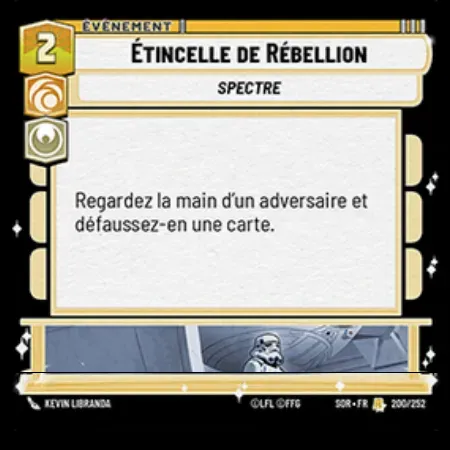 ÉVÉNEMENT
2
ÉTINCELLE DE RÉBELLION
SPECTRE
Regardez la main d'un adversaire et
défaussez-en une carte.
KEVIN LIBRANDA
©LFL ©FFG
SOR • FR
200/252